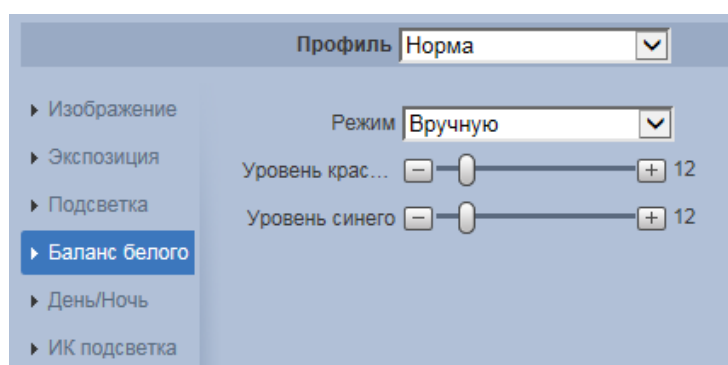 Профиль Норма
Изображение
Экспозиция
Подсветка
Баланс белого
День/Ночь
ИК подсветка
Режим Вручную
Уровень крас... 12
Уровень синего 12